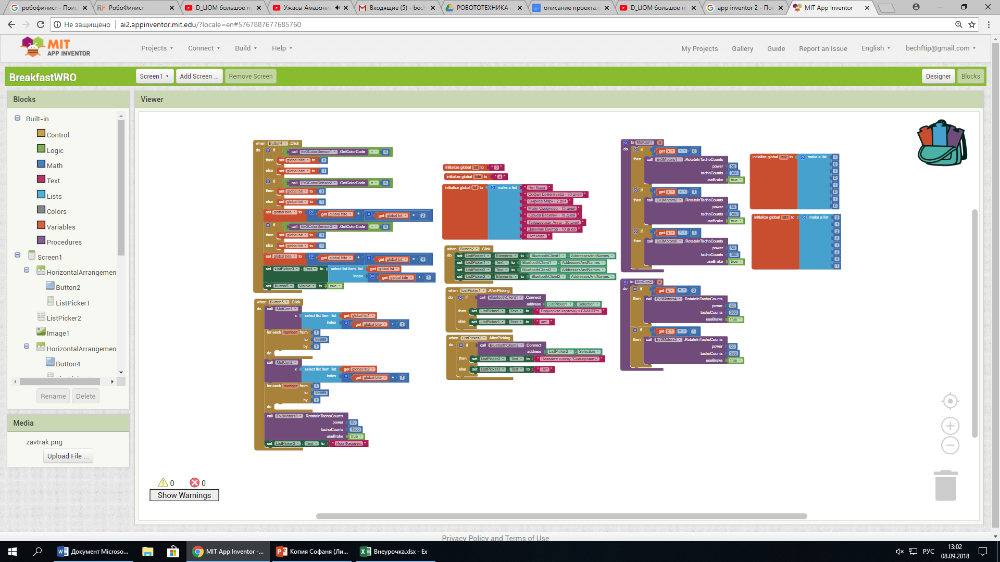 робофинист - Поис
РобоФинист
D_LIOM большое п
Ужасы Амазони
Входящие (5) - bech
РОБОТОТЕХНИКА –
описание проекта.
D_LIOM большое п
app inventor 2 - По
MIT App Inventor
Не защищено
ai2.appinventor.mit.edu/?locale=en#5767887677685760
MIT
APP INVENTOR
Projects
Connect
Build
Help
My Projects
Gallery
Guide
Report an Issue
English
bechftip@gmail.com
BreakfastWRO
Screen1
Add Screen ...
Remove Screen
Designer
Blocks
Blocks
Built-in
Control
Logic
Math
Text
Lists
Colors
Variables
Procedures
Screen1
HorizontalArrangemen
Button2
ListPicker1
ListPicker2
Image1
HorizontalArrangemen
Button4
Rename
Delete
Media
zavtrak.png
Upload File ...
Viewer
when Button4 .Click
do if call Ev3ColorSensor1 .GetColorCode = 6
then set global bite to 0
else set global bite to 1
if call Ev3ColorSensor2 .GetColorCode = 6
then set global bit to 0
else set global bit to 1
set global bite to get global bite + get global bit × 2
if call Ev3ColorSensor3 .GetColorCode = 6
then set global bit to 0
else set global bit to 1
set global bite to get global bite + get global bit × 4
set ListPicker3 . Text to select list item list get global lst
index get global bite + 1
set Button5 . Visible to true
when Button5 .Click
do call MotCon1
x select list item list get global lst1
index get global bite + 1
for each number from 1
to 99999
by 1
do
call MotCon2
x select list item list get global lst2
index get global bite + 1
for each number from 1
to 99999
by 1
do
call Ev3Motors3 .RotateInTachoCounts
power 60
tachoCounts 1300
useBrake true
set ListPicker3 . Text to " Имя Фамилия "
initialize global bit to " b "
initialize global bite to " a "
initialize global lst to make a list " Нет Кода "
" Софья Дементьева - 30 дней "
" Сырнев Марк - 2 дня "
" Майя Смирнова - 15 дней "
" Юрьев Василий - 18 дней "
" Твердовская Анна - 30 дней "
" Данилин Виктор - 10 дней "
" Нет кода "
when Button2 .Click
do set ListPicker1 . Elements to BluetoothClient1 . AddressesAndNames
set ListPicker1 . Text to BluetoothClient1 . AddressesAndNames
set ListPicker2 . Text to BluetoothClient2 . AddressesAndNames
set ListPicker2 . Elements to BluetoothClient2 . AddressesAndNames
when ListPicker1 .AfterPicking
do if call BluetoothClient1 .Connect
address ListPicker1 . Selection
then set ListPicker1 . Text to " Поднесите карточку к СКАНЕРУ "
else set ListPicker1 . Text to " нет "
when ListPicker2 .AfterPicking
do if call BluetoothClient2 .Connect
address ListPicker2 . Selection
then set ListPicker2 . Text to " Нажмите кнопку "Сканировать" "
else set ListPicker2 . Text to " Нет "
to MotCon1 x
do if get x = 0
then call Ev3Motors1 .RotateInTachoCounts
power 50
tachoCounts 360
useBrake true
if get x = 1
then call Ev3Motors2 .RotateInTachoCounts
power 50
tachoCounts 360
useBrake true
if get x = 2
then call Ev3Motors6 .RotateInTachoCounts
power 50
tachoCounts 360
useBrake true
to MotCon2 x
do if get x = 0
then call Ev3Motors4 .RotateInTachoCounts
power 50
tachoCounts 360
useBrake true
if get x = 1
then call Ev3Motors5 .RotateInTachoCounts
power 50
tachoCounts 360
useBrake true
initialize global lst2 to make a list 1
0
1
0
1
0
1
0
initialize global lst1 to make a list 0
1
2
0
1
2
0
1
0
0
Show Warnings
Privacy Policy and Terms of Use
Документ Microso...
MIT App Inventor -...
Копия Софаня (Ли...
Внеурочка.xlsx - Ex
РУС
13:02
08.09.2018